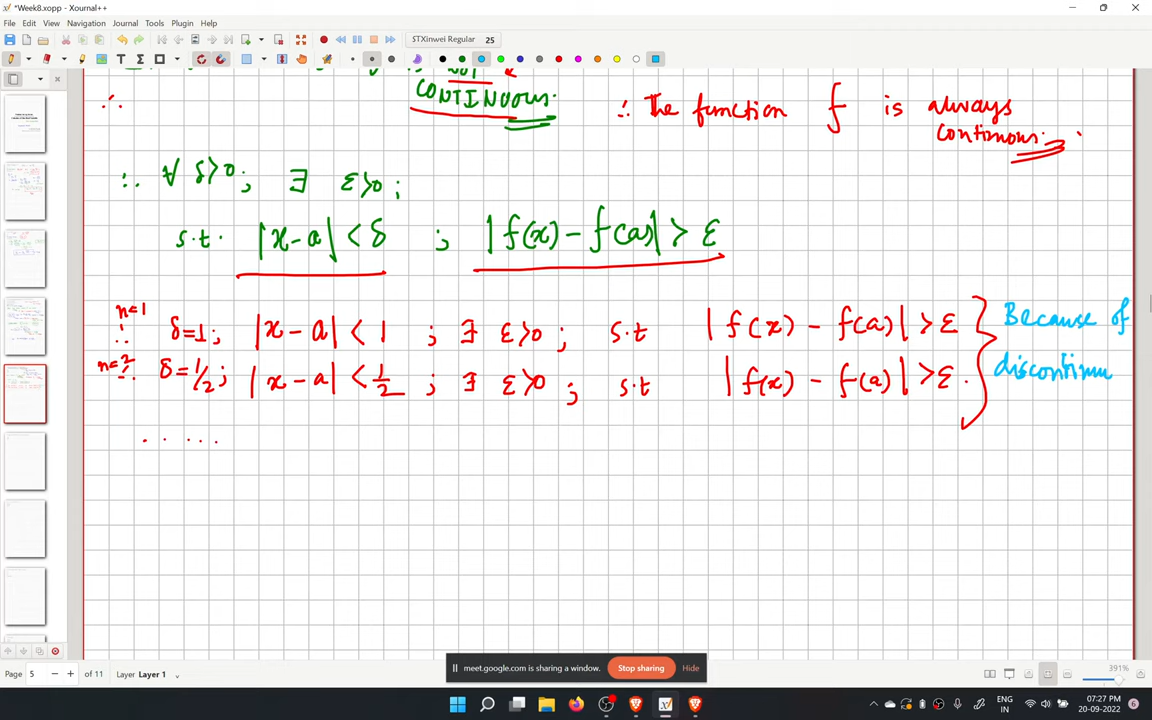 *Week8.xopp - Xournal++
File Edit View Navigation Journal Tools Plugin Help
STXinwei Regular 25
not
CONTINUOUS.
∴
∴ The function f is always
continuous.
∴ ∀ δ>0; ∃ ε>0;
s.t. |x-a| < δ ; |f(x) - f(a)| > ε
n=1
∴ δ=1; |x-a| < 1 ; ∃ ε>0; s.t |f(x) - f(a)| > ε
n=2
δ=1/2; |x-a| < 1/2 ; ∃ ε>0; s.t |f(x) - f(a)| > ε.
Because of
discontinu
......
meet.google.com is sharing a window. Stop sharing Hide
Page 5 of 11 Layer Layer 1 391%
ENG
IN
07:27 PM
20-09-2022
6